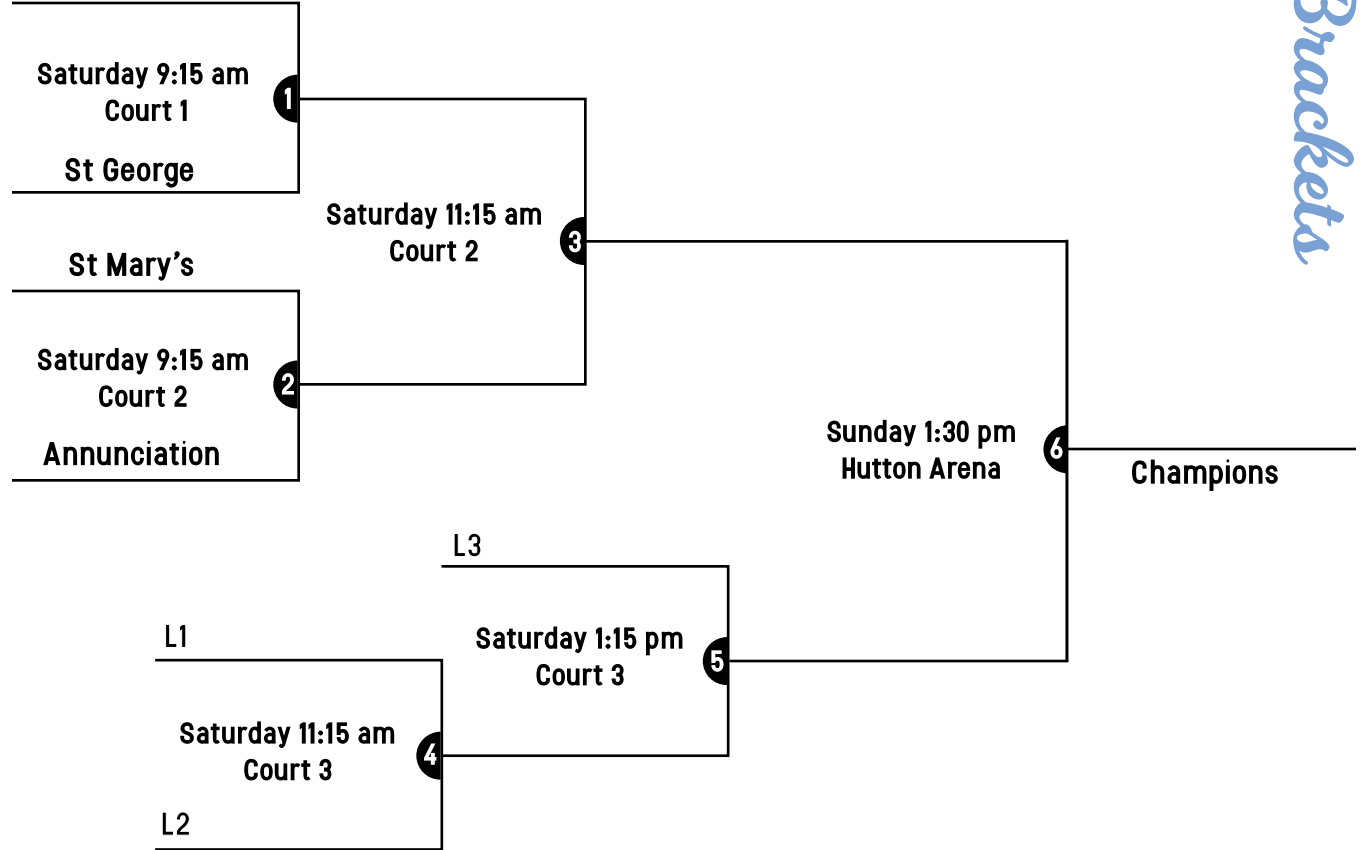 Brackets
Saturday 9:15 am
Court 1
1
St George
Saturday 11:15 am
Court 2
3
St Mary's
Saturday 9:15 am
Court 2
2
Annunciation
Sunday 1:30 pm
Hutton Arena
6
Champions
L3
L1
Saturday 1:15 pm
Court 3
5
Saturday 11:15 am
Court 3
4
L2